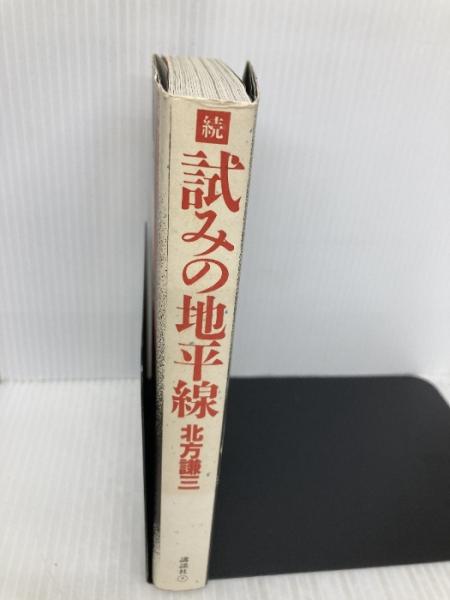 続
試みの地平線
北方謙三
講談社